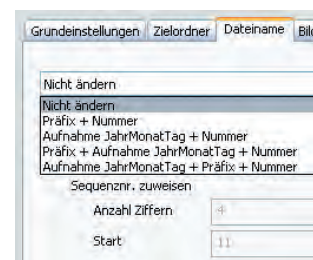 Grundeinstellungen Zielordner Dateiname Bil
Nicht ändern
Nicht ändern
Präfix + Nummer
Aufnahme JahrMonatTag + Nummer
Präfix + Aufnahme JahrMonatTag + Nummer
Aufnahme JahrMonatTag + Präfix + Nummer
Sequenznr. zuweisen
Anzahl Ziffern 4
Start 11